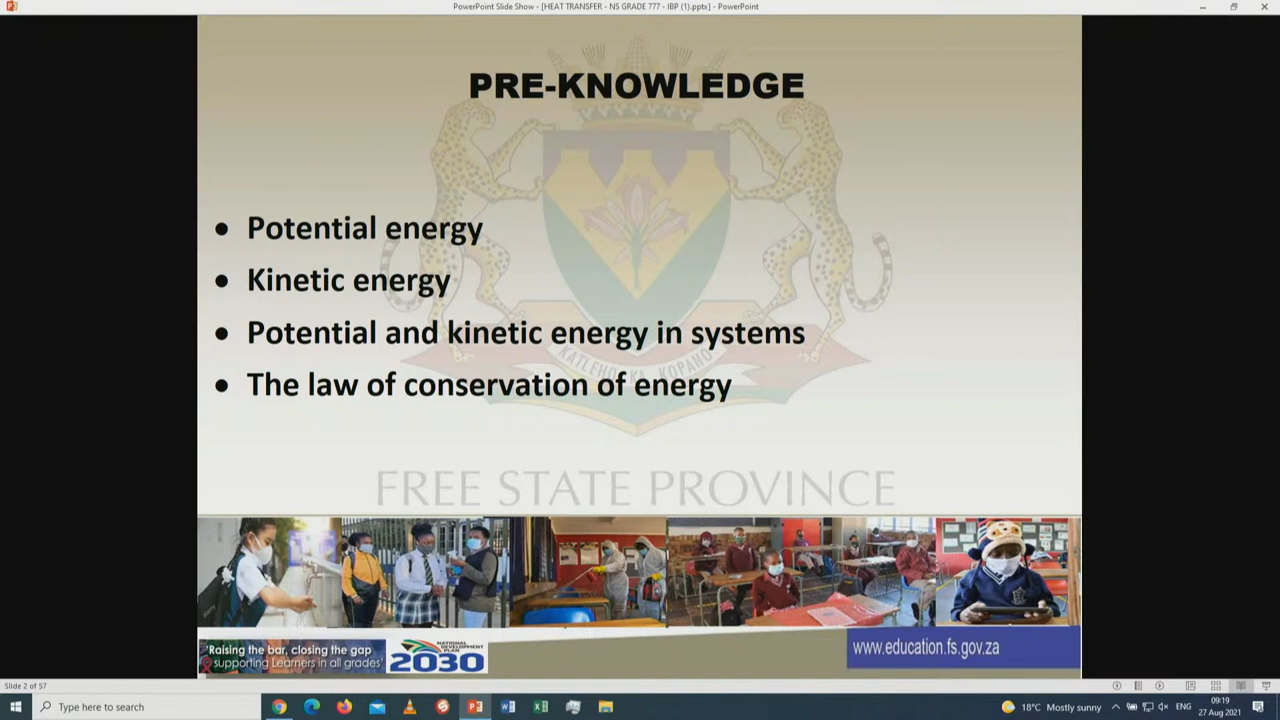 PowerPoint Slide Show - [HEAT TRANSFER - NS GRADE 777 - IBP (1).pptx] - PowerPoint
PRE-KNOWLEDGE
• Potential energy
• Kinetic energy
• Potential and kinetic energy in systems
• The law of conservation of energy
KATLEHO KE KOPANO
FREE STATE PROVINCE
'Raising the bar, closing the gap
supporting Learners in all grades'
NATIONAL
DEVELOPMENT
PLAN
2030
www.education.fs.gov.za
Slide 2 of 57
Type here to search
18°C Mostly sunny
ENG
09:19
27 Aug 2021